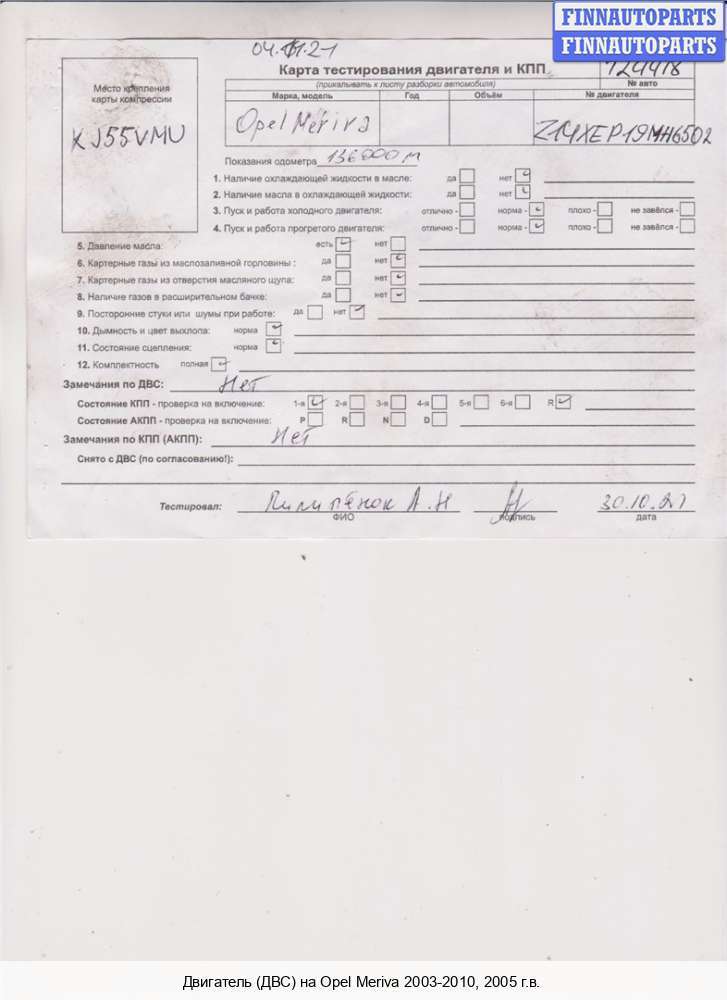 FINNAUTOPARTS
FINNAUTOPARTS
04.11.21
Карта тестирования двигателя и КПП
(прикалывать к листу разборки автомобиля)
№ авто
Место крепления карты компрессии
KJ55VMU
Марка, модель Год Объём № двигателя
Opel Meriva Z14XEP19MH6502
Показания одометра 136000 м
1. Наличие охлаждающей жидкости в масле: да нет
2. Наличие масла в охлаждающей жидкости: да нет
3. Пуск и работа холодного двигателя: отлично - норма - плохо - не завёлся -
4. Пуск и работа прогретого двигателя: отлично - норма - плохо - не завёлся -
5. Давление масла: есть нет
6. Картерные газы из маслозаливной горловины : да нет
7. Картерные газы из отверстия масляного щупа: да нет
8. Наличие газов в расширительном бачке: да нет
9. Посторонние стуки или шумы при работе: да нет
10. Дымность и цвет выхлопа: норма
11. Состояние сцепления: норма
12. Комплектность полная
Замечания по ДВС: Нет
Состояние КПП - проверка на включение: 1-я 2-я 3-я 4-я 5-я 6-я R
Состояние АКПП - проверка на включение: P R N D
Замечания по КПП (АКПП): Нет
Снято с ДВС (по согласованию!):
Тестировал: Пилипёнок А.Н 30.10.21
ФИО подпись дата
Двигатель (ДВС) на Opel Meriva 2003-2010, 2005 г.в.